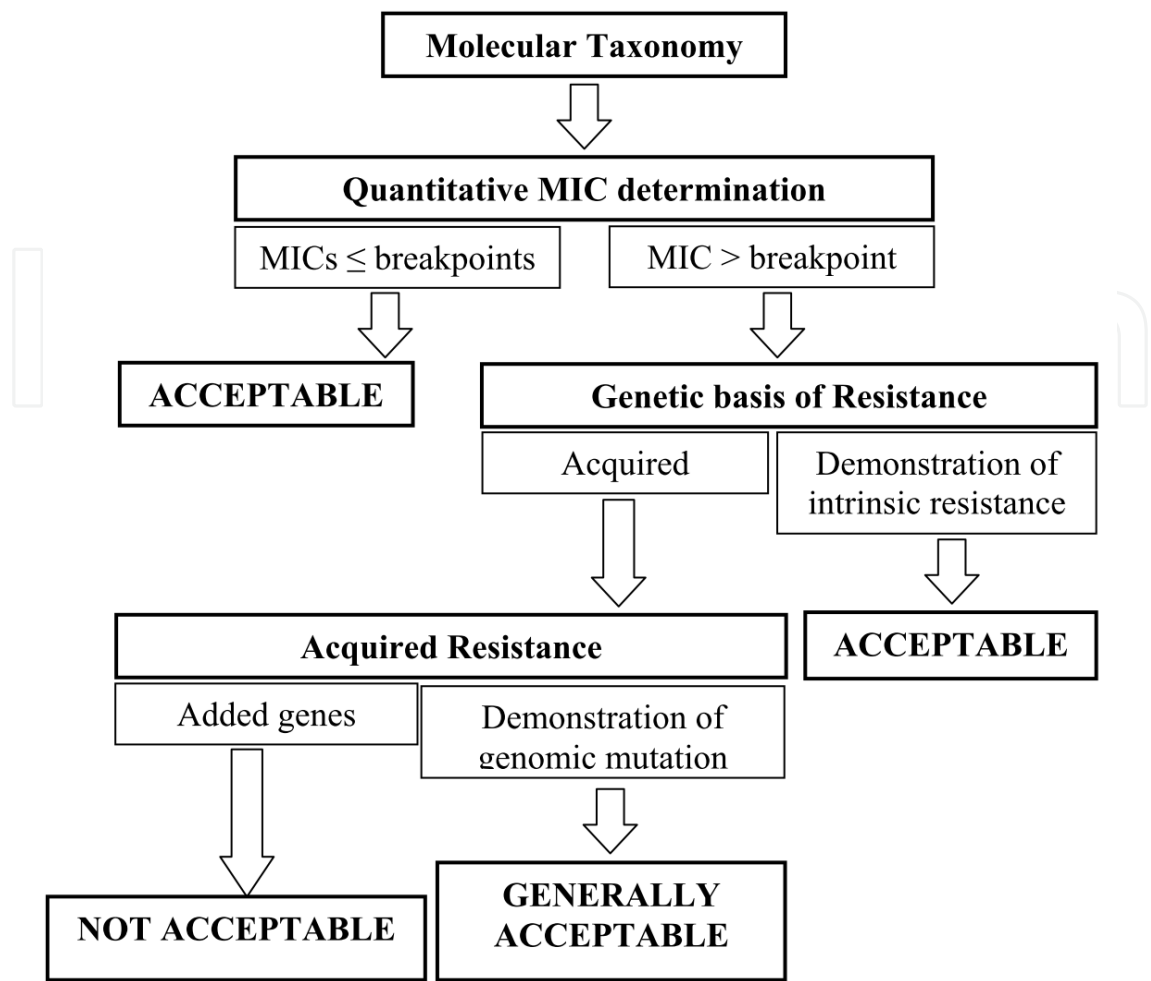 Molecular Taxonomy
Quantitative MIC determination
MICs ≤ breakpoints
MIC > breakpoint
ACCEPTABLE
Genetic basis of Resistance
Acquired
Demonstration of
intrinsic resistance
Acquired Resistance
ACCEPTABLE
Added genes
Demonstration of
genomic mutation
NOT ACCEPTABLE
GENERALLY
ACCEPTABLE